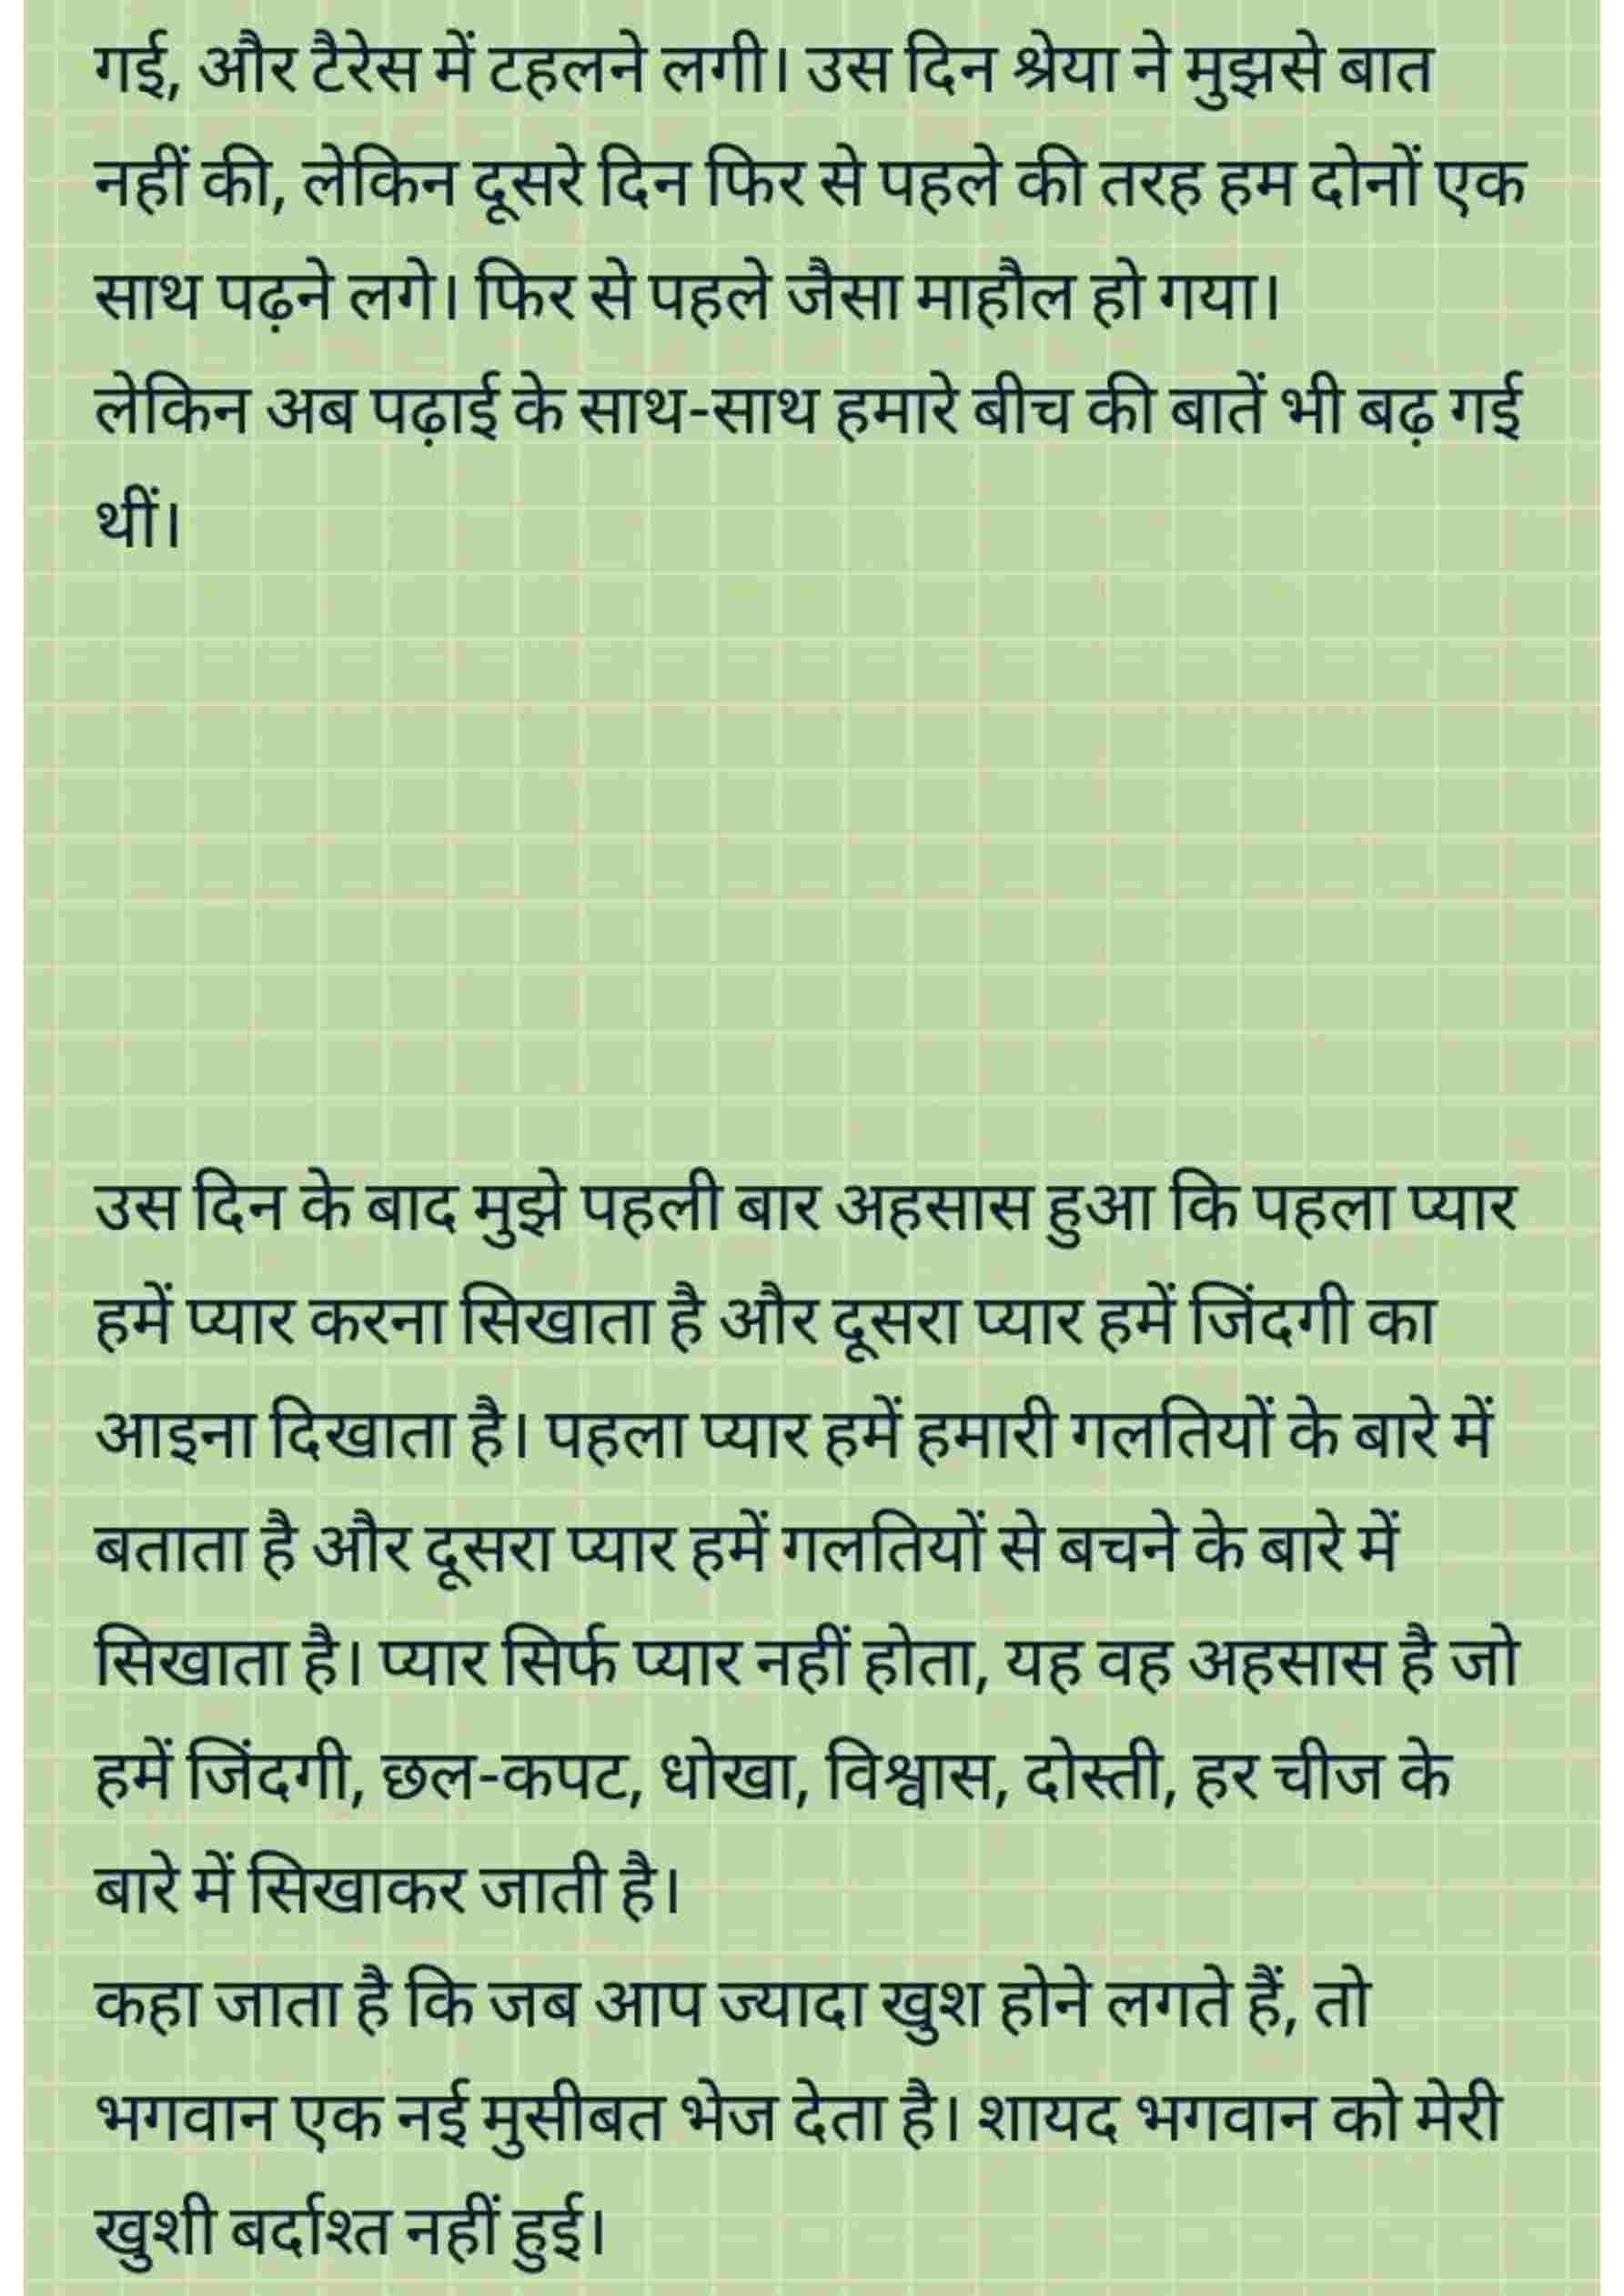 गई, और टैरेस में टहलने लगी। उस दिन श्रेया ने मुझसे बात
नहीं की, लेकिन दूसरे दिन फिर से पहले की तरह हम दोनों एक
साथ पढ़ने लगे। फिर से पहले जैसा माहौल हो गया।
लेकिन अब पढ़ाई के साथ-साथ हमारे बीच की बातें भी बढ़ गई
थीं।
उस दिन के बाद मुझे पहली बार अहसास हुआ कि पहला प्यार
हमें प्यार करना सिखाता है और दूसरा प्यार हमें जिंदगी का
आइना दिखाता है। पहला प्यार हमें हमारी गलतियों के बारे में
बताता है और दूसरा प्यार हमें गलतियों से बचने के बारे में
सिखाता है। प्यार सिर्फ प्यार नहीं होता, यह वह अहसास है जो
हमें जिंदगी, छल-कपट, धोखा, विश्वास, दोस्ती, हर चीज के
बारे में सिखाकर जाती है।
कहा जाता है कि जब आप ज्यादा खुश होने लगते हैं, तो
भगवान एक नई मुसीबत भेज देता है। शायद भगवान को मेरी
खुशी बर्दाश्त नहीं हुई।